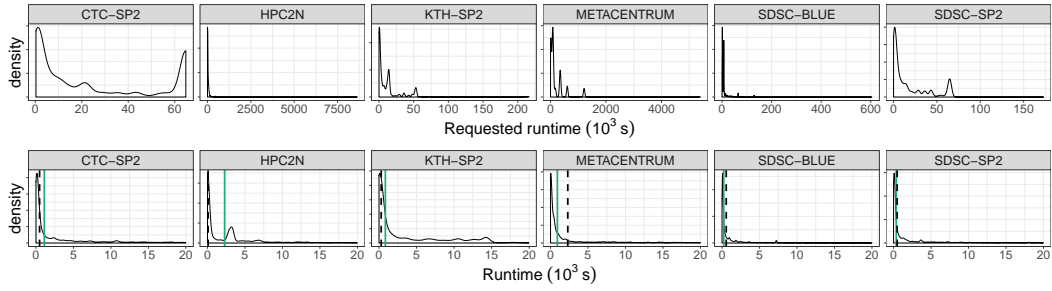 CTC−SP2 HPC2N KTH−SP2 METACENTRUM SDSC−BLUE SDSC−SP2
density
0 20 40 60 0 2500 5000 7500 0 50 100 150 200 0 2000 4000 0 200 400 600 0 50 100 150
Requested runtime (10³ s)
CTC−SP2 HPC2N KTH−SP2 METACENTRUM SDSC−BLUE SDSC−SP2
density
0 5 10 15 20 0 5 10 15 20 0 5 10 15 20 0 5 10 15 20 0 5 10 15 20 0 5 10 15 20
Runtime (10³ s)